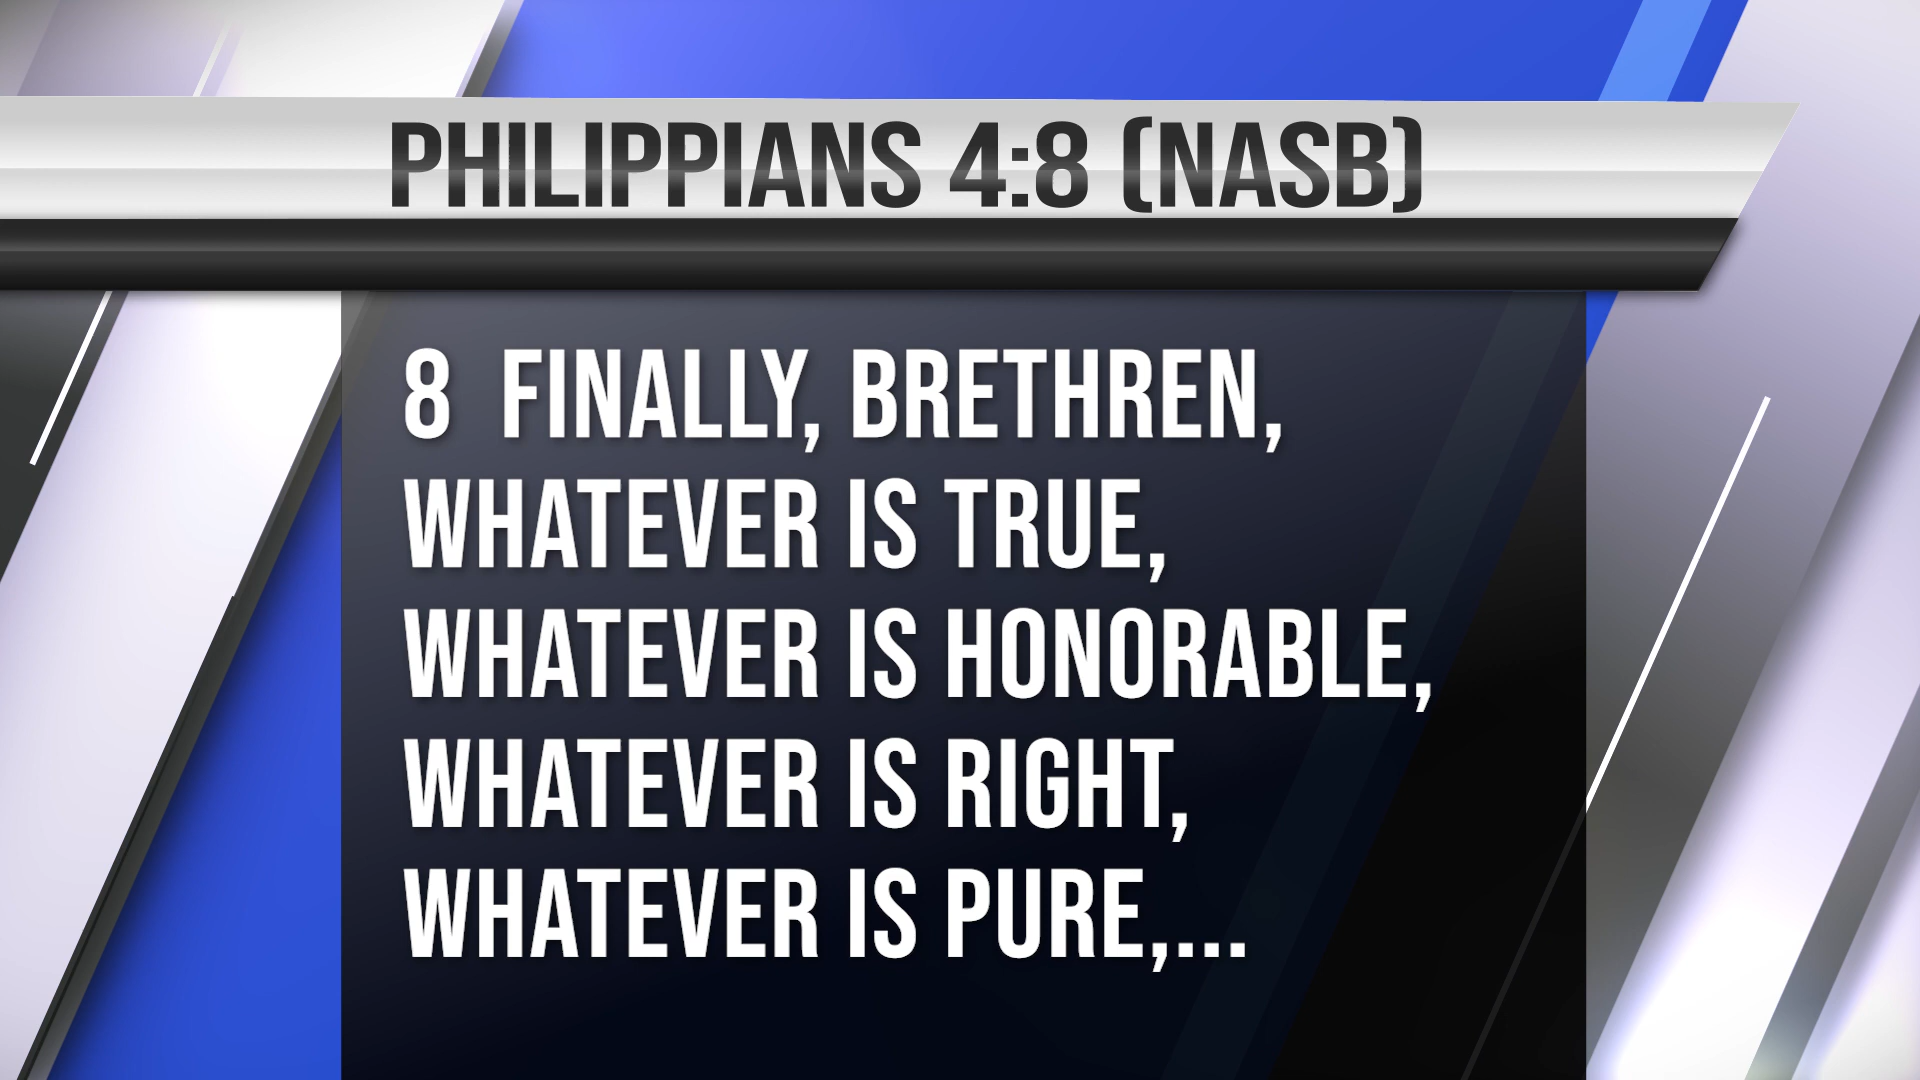 PHILIPPIANS 4:8 (NASB)
8 FINALLY, BRETHREN,
WHATEVER IS TRUE,
WHATEVER IS HONORABLE,
WHATEVER IS RIGHT,
WHATEVER IS PURE,...